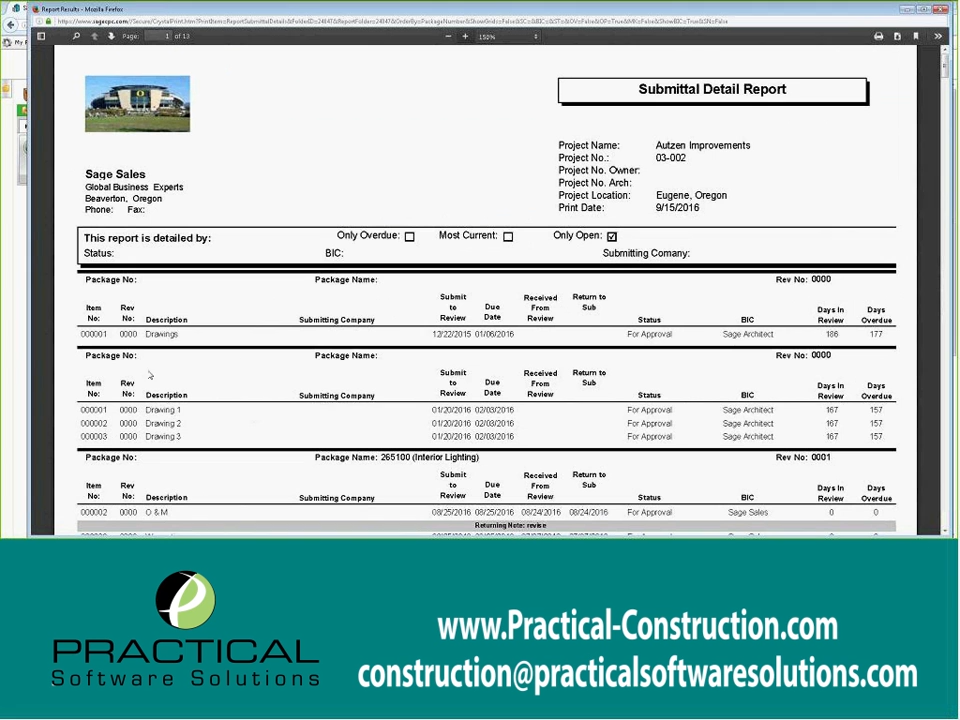 Report Results - Mozilla Firefox
Page: 1 of 13
150%
Submittal Detail Report
Sage Sales
Global Business Experts
Beaverton, Oregon
Phone: Fax:
Project Name: Autzen Improvements
Project No.: 03-002
Project No. Owner:
Project No. Arch:
Project Location: Eugene, Oregon
Print Date: 9/15/2016
This report is detailed by: Only Overdue: Most Current: Only Open:
Status: BIC: Submitting Comany:
Package No: Package Name: Rev No: 0000
Item No: Rev No: Description Submitting Company Submit to Review Due Date Received From Review Return to Sub Status BIC Days In Review Days Overdue
000001 0000 Drawings 12/22/2015 01/06/2016 For Approval Sage Architect 186 177
Package No: Package Name: Rev No: 0000
Item No: Rev No: Description Submitting Company Submit to Review Due Date Received From Review Return to Sub Status BIC Days In Review Days Overdue
000001 0000 Drawing 1 01/20/2016 02/03/2016 For Approval Sage Architect 167 157
000002 0000 Drawing 2 01/20/2016 02/03/2016 For Approval Sage Architect 167 157
000003 0000 Drawing 3 01/20/2016 02/03/2016 For Approval Sage Architect 167 157
Package No: Package Name: 265100 (Interior Lighting) Rev No: 0001
Item No: Rev No: Description Submitting Company Submit to Review Due Date Received From Review Return to Sub Status BIC Days In Review Days Overdue
000002 0000 O & M 08/25/2016 08/25/2016 08/24/2016 08/24/2016 For Approval Sage Sales 0 0
Returning Note: revise
PRACTICAL
Software Solutions
www.Practical-Construction.com
construction@practicalsoftwaresolutions.com